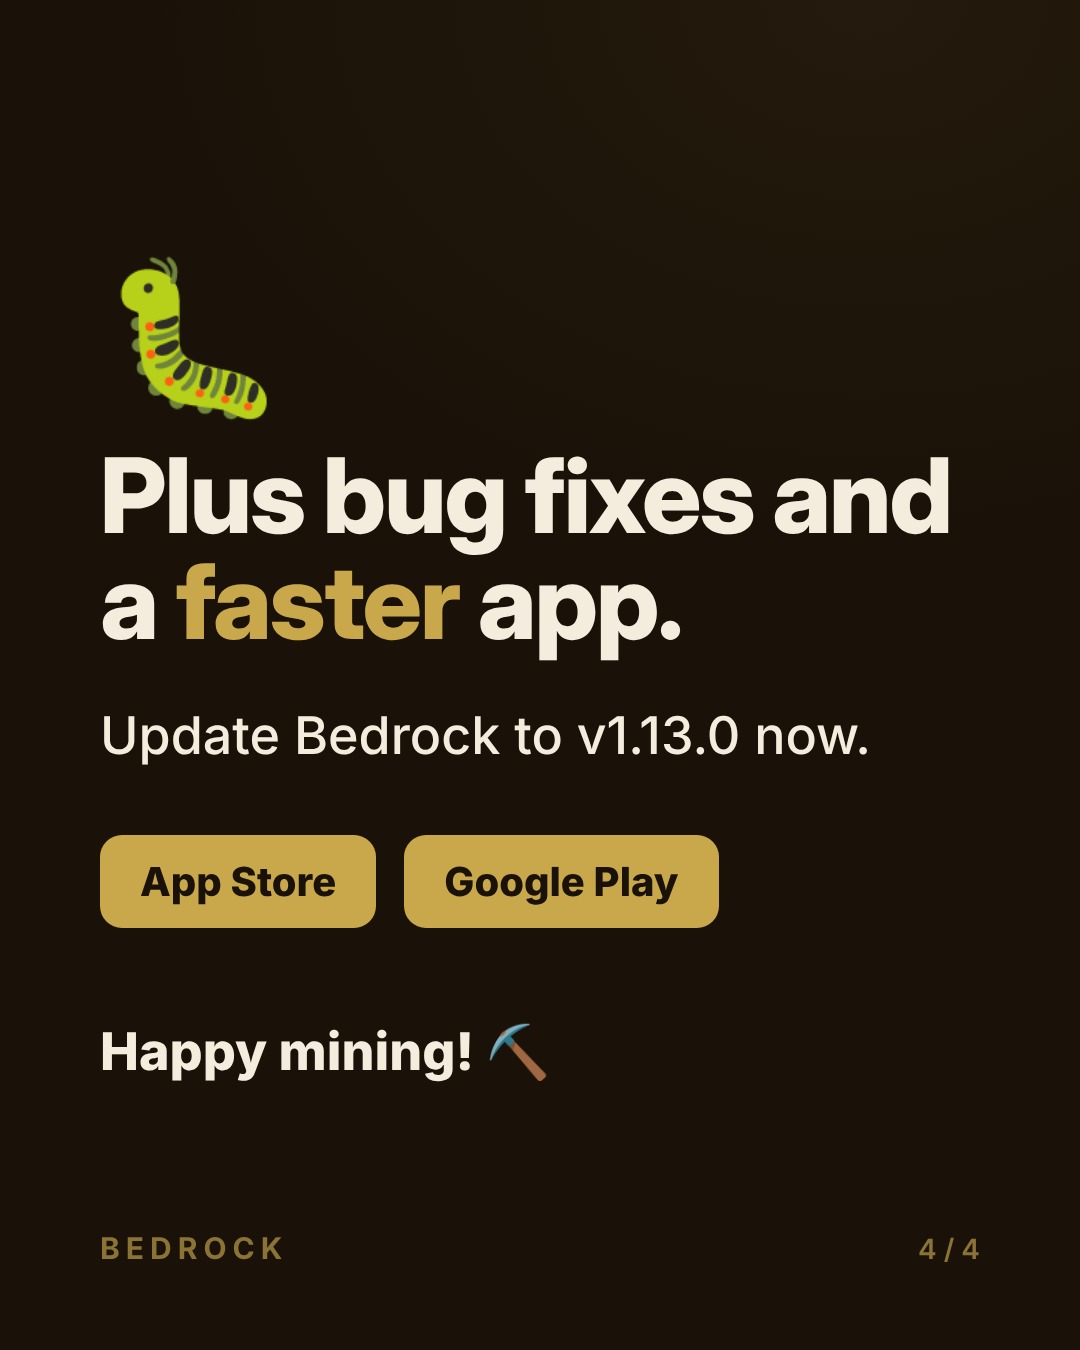 Plus bug fixes and
a faster app.
Update Bedrock to v1.13.0 now.
App Store
Google Play
Happy mining! ⛏️
BEDROCK
4 / 4